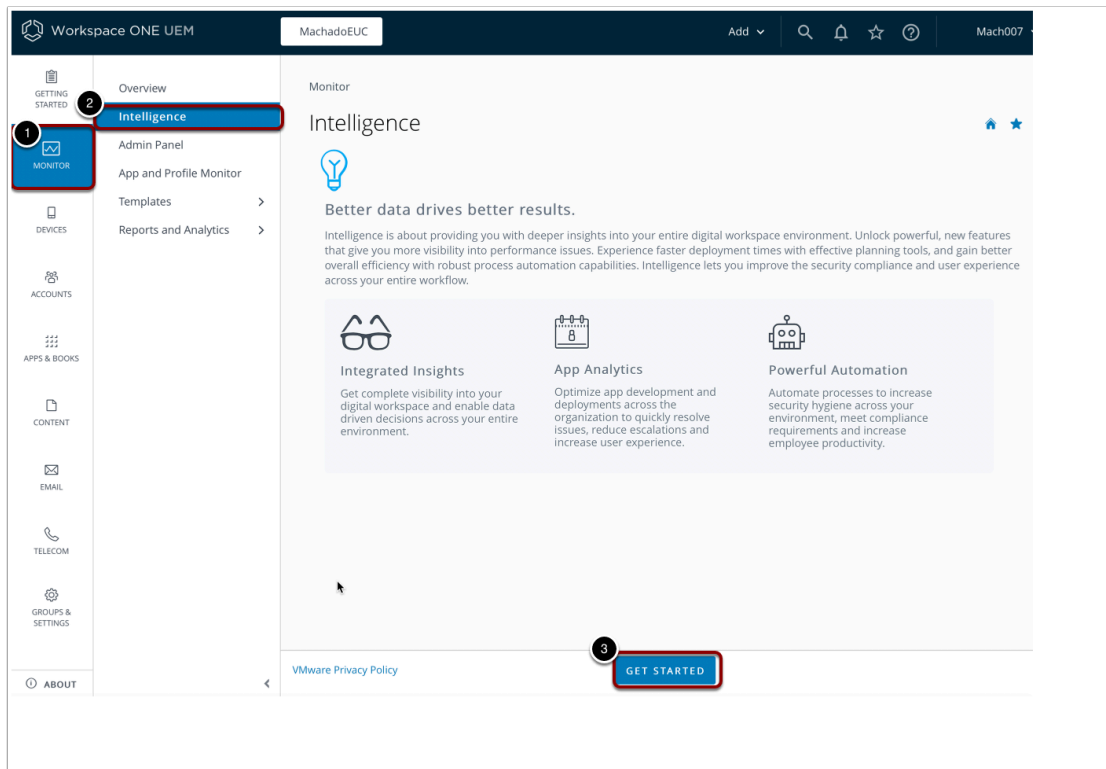 Workspace ONE UEM
MachadoEUC
Add
Mach007
GETTING
STARTED
1
MONITOR
DEVICES
ACCOUNTS
APPS & BOOKS
CONTENT
EMAIL
TELECOM
GROUPS &
SETTINGS
ABOUT
2
Overview
Intelligence
Admin Panel
App and Profile Monitor
Templates
Reports and Analytics
Monitor
Intelligence
Better data drives better results.
Intelligence is about providing you with deeper insights into your entire digital workspace environment. Unlock powerful, new features
that give you more visibility into performance issues. Experience faster deployment times with effective planning tools, and gain better
overall efficiency with robust process automation capabilities. Intelligence lets you improve the security compliance and user experience
across your entire workflow.
Integrated Insights
Get complete visibility into your
digital workspace and enable data
driven decisions across your entire
environment.
8
App Analytics
Optimize app development and
deployments across the
organization to quickly resolve
issues, reduce escalations and
increase user experience.
Powerful Automation
Automate processes to increase
security hygiene across your
environment, meet compliance
requirements and increase
employee productivity.
VMware Privacy Policy
3
GET STARTED